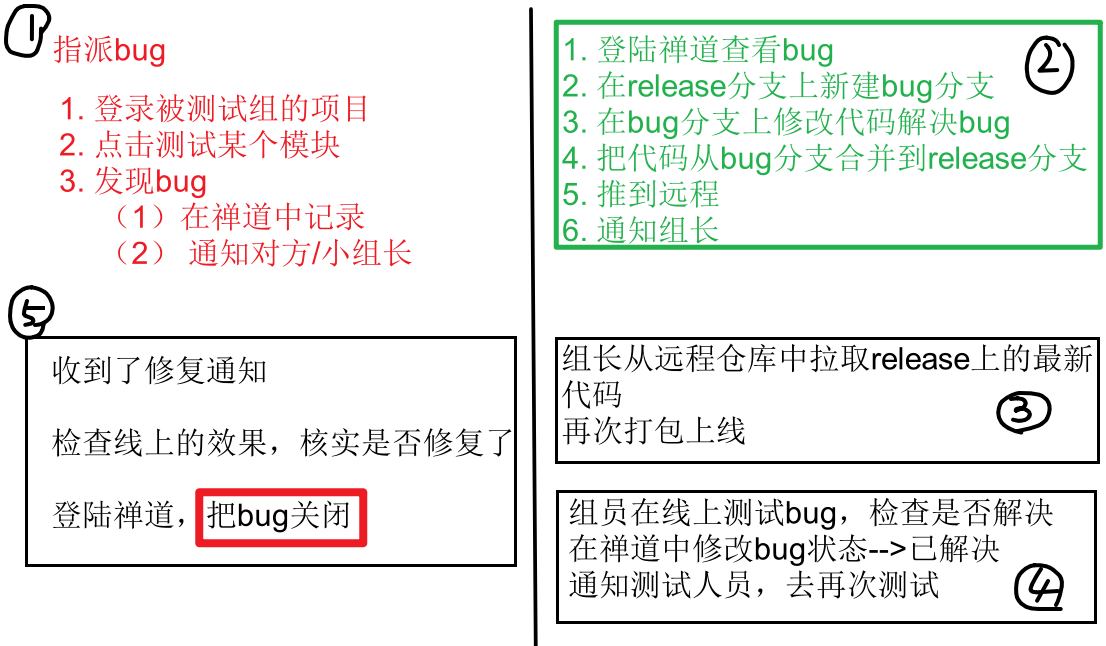 1
指派bug
1. 登录被测试组的项目
2. 点击测试某个模块
3. 发现bug
（1）在禅道中记录
（2） 通知对方/小组长
2
1. 登陆禅道查看bug
2. 在release分支上新建bug分支
3. 在bug分支上修改代码解决bug
4. 把代码从bug分支合并到release分支
5. 推到远程
6. 通知组长
3
组长从远程仓库中拉取release上的最新
代码
再次打包上线
4
组员在线上测试bug，检查是否解决
在禅道中修改bug状态-->已解决
通知测试人员，去再次测试
5
收到了修复通知
检查线上的效果，核实是否修复了
登陆禅道，把bug关闭